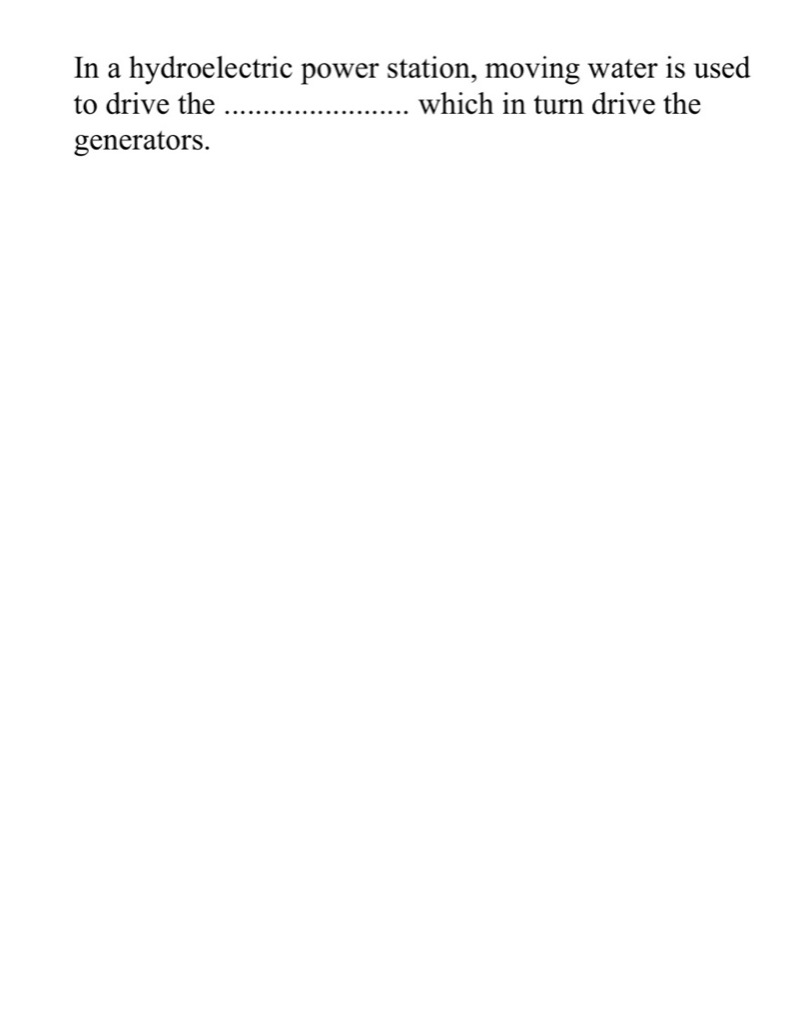 In a hydroelectric power station, moving water is used
to drive the ........................ which in turn drive the
generators.